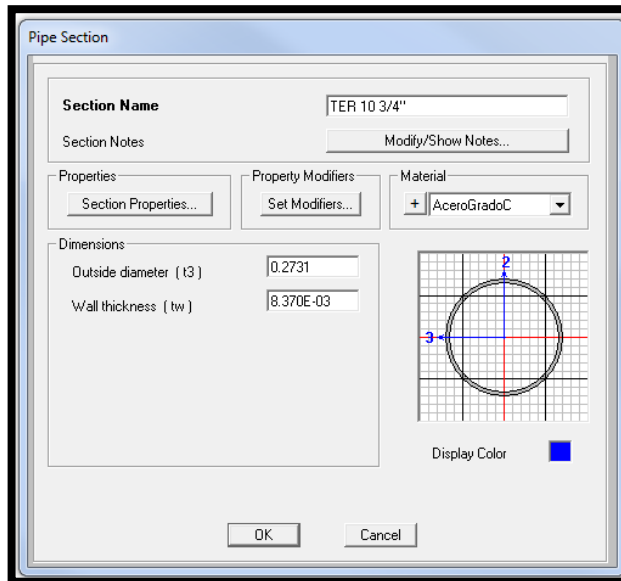 Pipe Section
Section Name TER 10 3/4"
Section Notes Modify/Show Notes...
Properties Property Modifiers Material
Section Properties... Set Modifiers... + AceroGradoC
Dimensions
Outside diameter ( t3 ) 0.2731
Wall thickness ( tw ) 8.370E-03
2
3
Display Color
OK Cancel